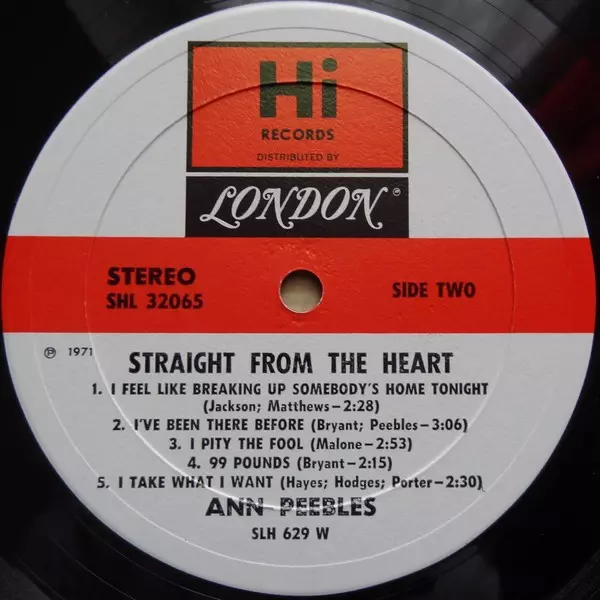 Hi
RECORDS
DISTRIBUTED BY
LONDON®
STEREO
SHL 32065
SIDE TWO
℗ 1971
STRAIGHT FROM THE HEART
1. I FEEL LIKE BREAKING UP SOMEBODY'S HOME TONIGHT
(Jackson; Matthews–2:28)
2. I'VE BEEN THERE BEFORE (Bryant; Peebles–3:06)
3. I PITY THE FOOL (Malone–2:53)
4. 99 POUNDS (Bryant–2:15)
5. I TAKE WHAT I WANT (Hayes; Hodges; Porter–2:30)
ANN PEEBLES
SLH 629 W